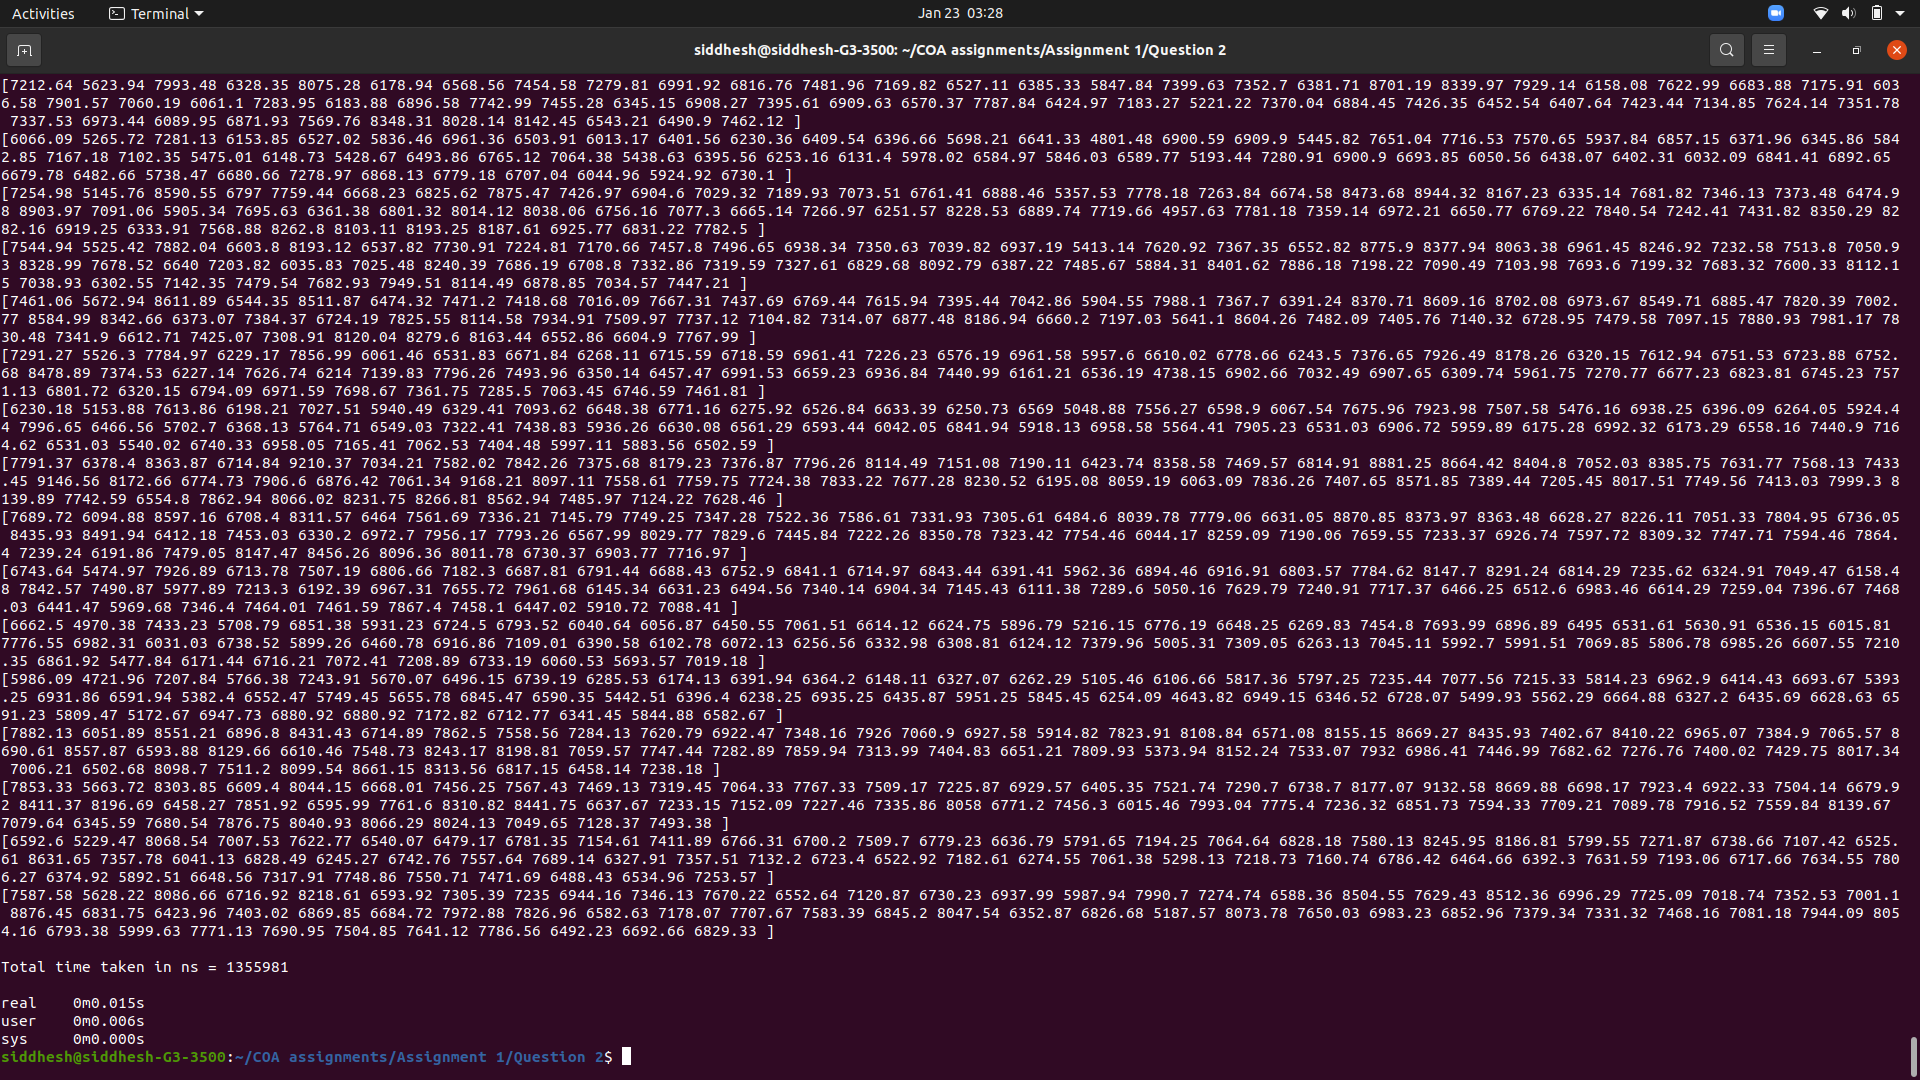 Activities
Terminal
Jan 23 03:28
siddhesh@siddhesh-G3-3500: ~/COA assignments/Assignment 1/Question 2
[7212.64 5623.94 7993.48 6328.35 8075.28 6178.94 6568.56 7454.58 7279.81 6991.92 6816.76 7481.96 7169.82 6527.11 6385.33 5847.84 7399.63 7352.7 6381.71 8701.19 8339.97 7929.14 6158.08 7622.99 6683.88 7175.91 603
6.58 7901.57 7060.19 6061.1 7283.95 6183.88 6896.58 7742.99 7455.28 6345.15 6908.27 7395.61 6909.63 6570.37 7787.84 6424.97 7183.27 5221.22 7370.04 6884.45 7426.35 6452.54 6407.64 7423.44 7134.85 7624.14 7351.78
7337.53 6973.44 6089.95 6871.93 7569.76 8348.31 8028.14 8142.45 6543.21 6490.9 7462.12 ]
[6066.09 5265.72 7281.13 6153.85 6527.02 5836.46 6961.36 6503.91 6013.17 6401.56 6230.36 6409.54 6396.66 5698.21 6641.33 4801.48 6900.59 6909.9 5445.82 7651.04 7716.53 7570.65 5937.84 6857.15 6371.96 6345.86 584
2.85 7167.18 7102.35 5475.01 6148.73 5428.67 6493.86 6765.12 7064.38 5438.63 6395.56 6253.16 6131.4 5978.02 6584.97 5846.03 6589.77 5193.44 7280.91 6900.9 6693.85 6050.56 6438.07 6402.31 6032.09 6841.41 6892.65
6679.78 6482.66 5738.47 6680.66 7278.97 6868.13 6779.18 6707.04 6044.96 5924.92 6730.1 ]
[7254.98 5145.76 8590.55 6797 7759.44 6668.23 6825.62 7875.47 7426.97 6904.6 7029.32 7189.93 7073.51 6761.41 6888.46 5357.53 7778.18 7263.84 6674.58 8473.68 8944.32 8167.23 6335.14 7681.82 7346.13 7373.48 6474.9
8 8903.97 7091.06 5905.34 7695.63 6361.38 6801.32 8014.12 8038.06 6756.16 7077.3 6665.14 7266.97 6251.57 8228.53 6889.74 7719.66 4957.63 7781.18 7359.14 6972.21 6650.77 6769.22 7840.54 7242.41 7431.82 8350.29 82
82.16 6919.25 6333.91 7568.88 8262.8 8103.11 8193.25 8187.61 6925.77 6831.22 7782.5 ]
[7544.94 5525.42 7882.04 6603.8 8193.12 6537.82 7730.91 7224.81 7170.66 7457.8 7496.65 6938.34 7350.63 7039.82 6937.19 5413.14 7620.92 7367.35 6552.82 8775.9 8377.94 8063.38 6961.45 8246.92 7232.58 7513.8 7050.9
3 8328.99 7678.52 6640 7203.82 6035.83 7025.48 8240.39 7686.19 6708.8 7332.86 7319.59 7327.61 6829.68 8092.79 6387.22 7485.67 5884.31 8401.62 7886.18 7198.22 7090.49 7103.98 7693.6 7199.32 7683.32 7600.33 8112.1
5 7038.93 6302.55 7142.35 7479.54 7682.93 7949.51 8114.49 6878.85 7034.57 7447.21 ]
[7461.06 5672.94 8611.89 6544.35 8511.87 6474.32 7471.2 7418.68 7016.09 7667.31 7437.69 6769.44 7615.94 7395.44 7042.86 5904.55 7988.1 7367.7 6391.24 8370.71 8609.16 8702.08 6973.67 8549.71 6885.47 7820.39 7002.
77 8584.99 8342.66 6373.07 7384.37 6724.19 7825.55 8114.58 7934.91 7509.97 7737.12 7104.82 7314.07 6877.48 8186.94 6660.2 7197.03 5641.1 8604.26 7482.09 7405.76 7140.32 6728.95 7479.58 7097.15 7880.93 7981.17 78
30.48 7341.9 6612.71 7425.07 7308.91 8120.04 8279.6 8163.44 6552.86 6604.9 7767.99 ]
[7291.27 5526.3 7784.97 6229.17 7856.99 6061.46 6531.83 6671.84 6268.11 6715.59 6718.59 6961.41 7226.23 6576.19 6961.58 5957.6 6610.02 6778.66 6243.5 7376.65 7926.49 8178.26 6320.15 7612.94 6751.53 6723.88 6752.
68 8478.89 7374.53 6227.14 7626.74 6214 7139.83 7796.26 7493.96 6350.14 6457.47 6991.53 6659.23 6936.84 7440.99 6161.21 6536.19 4738.15 6902.66 7032.49 6907.65 6309.74 5961.75 7270.77 6677.23 6823.81 6745.23 757
1.13 6801.72 6320.15 6794.09 6971.59 7698.67 7361.75 7285.5 7063.45 6746.59 7461.81 ]
[6230.18 5153.88 7613.86 6198.21 7027.51 5940.49 6329.41 7093.62 6648.38 6771.16 6275.92 6526.84 6633.39 6250.73 6569 5048.88 7556.27 6598.9 6067.54 7675.96 7923.98 7507.58 5476.16 6938.25 6396.09 6264.05 5924.4
4 7996.65 6466.56 5702.7 6368.13 5764.71 6549.03 7322.41 7438.83 5936.26 6630.08 6561.29 6593.44 6042.05 6841.94 5918.13 6958.58 5564.41 7905.23 6531.03 6906.72 5959.89 6175.28 6992.32 6173.29 6558.16 7440.9 716
4.62 6531.03 5540.02 6740.33 6958.05 7165.41 7062.53 7404.48 5997.11 5883.56 6502.59 ]
[7791.37 6378.4 8363.87 6714.84 9210.37 7034.21 7582.02 7842.26 7375.68 8179.23 7376.87 7796.26 8114.49 7151.08 7190.11 6423.74 8358.58 7469.57 6814.91 8881.25 8664.42 8404.8 7052.03 8385.75 7631.77 7568.13 7433
.45 9146.56 8172.66 6774.73 7906.6 6876.42 7061.34 9168.21 8097.11 7558.61 7759.75 7724.38 7833.22 7677.28 8230.52 6195.08 8059.19 6063.09 7836.26 7407.65 8571.85 7389.44 7205.45 8017.51 7749.56 7413.03 7999.3 8
139.89 7742.59 6554.8 7862.94 8066.02 8231.75 8266.81 8562.94 7485.97 7124.22 7628.46 ]
[7689.72 6094.88 8597.16 6708.4 8311.57 6464 7561.69 7336.21 7145.79 7749.25 7347.28 7522.36 7586.61 7331.93 7305.61 6484.6 8039.78 7779.06 6631.05 8870.85 8373.97 8363.48 6628.27 8226.11 7051.33 7804.95 6736.05
8435.93 8491.94 6412.18 7453.03 6330.2 6972.7 7956.17 7793.26 6567.99 8029.77 7829.6 7445.84 7222.26 8350.78 7323.42 7754.46 6044.17 8259.09 7190.06 7659.55 7233.37 6926.74 7597.72 8309.32 7747.71 7594.46 7864.
4 7239.24 6191.86 7479.05 8147.47 8456.26 8096.36 8011.78 6730.37 6903.77 7716.97 ]
[6743.64 5474.97 7926.89 6713.78 7507.19 6806.66 7182.3 6687.81 6791.44 6688.43 6752.9 6841.1 6714.97 6843.44 6391.41 5962.36 6894.46 6916.91 6803.57 7784.62 8147.7 8291.24 6814.29 7235.62 6324.91 7049.47 6158.4
8 7842.57 7490.87 5977.89 7213.3 6192.39 6967.31 7655.72 7961.68 6145.34 6631.23 6494.56 7340.14 6904.34 7145.43 6111.38 7289.6 5050.16 7629.79 7240.91 7717.37 6466.25 6512.6 6983.46 6614.29 7259.04 7396.67 7468
.03 6441.47 5969.68 7346.4 7464.01 7461.59 7867.4 7458.1 6447.02 5910.72 7088.41 ]
[6662.5 4970.38 7433.23 5708.79 6851.38 5931.23 6724.5 6793.52 6040.64 6056.87 6450.55 7061.51 6614.12 6624.75 5896.79 5216.15 6776.19 6648.25 6269.83 7454.8 7693.99 6896.89 6495 6531.61 5630.91 6536.15 6015.81
7776.55 6982.31 6031.03 6738.52 5899.26 6460.78 6916.86 7109.01 6390.58 6102.78 6072.13 6256.56 6332.98 6308.81 6124.12 7379.96 5005.31 7309.05 6263.13 7045.11 5992.7 5991.51 7069.85 5806.78 6985.26 6607.55 7210
.35 6861.92 5477.84 6171.44 6716.21 7072.41 7208.89 6733.19 6060.53 5693.57 7019.18 ]
[5986.09 4721.96 7207.84 5766.38 7243.91 5670.07 6496.15 6739.19 6285.53 6174.13 6391.94 6364.2 6148.11 6327.07 6262.29 5105.46 6106.66 5817.36 5797.25 7235.44 7077.56 7215.33 5814.23 6962.9 6414.43 6693.67 5393
.25 6931.86 6591.94 5382.4 6552.47 5749.45 5655.78 6845.47 6590.35 5442.51 6396.4 6238.25 6935.25 6435.87 5951.25 5845.45 6254.09 4643.82 6949.15 6346.52 6728.07 5499.93 5562.29 6664.88 6327.2 6435.69 6628.63 65
91.23 5809.47 5172.67 6947.73 6880.92 6880.92 7172.82 6712.77 6341.45 5844.88 6582.67 ]
[7882.13 6051.89 8551.21 6896.8 8431.43 6714.89 7862.5 7558.56 7284.13 7620.79 6922.47 7348.16 7926 7060.9 6927.58 5914.82 7823.91 8108.84 6571.08 8155.15 8669.27 8435.93 7402.67 8410.22 6965.07 7384.9 7065.57 8
690.61 8557.87 6593.88 8129.66 6610.46 7548.73 8243.17 8198.81 7059.57 7747.44 7282.89 7859.94 7313.99 7404.83 6651.21 7809.93 5373.94 8152.24 7533.07 7932 6986.41 7446.99 7682.62 7276.76 7400.02 7429.75 8017.34
7006.21 6502.68 8098.7 7511.2 8099.54 8661.15 8313.56 6817.15 6458.14 7238.18 ]
[7853.33 5663.72 8303.85 6609.4 8044.15 6668.01 7456.25 7567.43 7469.13 7319.45 7064.33 7767.33 7509.17 7225.87 6929.57 6405.35 7521.74 7290.7 6738.7 8177.07 9132.58 8669.88 6698.17 7923.4 6922.33 7504.14 6679.9
2 8411.37 8196.69 6458.27 7851.92 6595.99 7761.6 8310.82 8441.75 6637.67 7233.15 7152.09 7227.46 7335.86 8058 6771.2 7456.3 6015.46 7993.04 7775.4 7236.32 6851.73 7594.33 7709.21 7089.78 7916.52 7559.84 8139.67
7079.64 6345.59 7680.54 7876.75 8040.93 8066.29 8024.13 7049.65 7128.37 7493.38 ]
[6592.6 5229.47 8068.54 7007.53 7622.77 6540.07 6479.17 6781.35 7154.61 7411.89 6766.31 6700.2 7509.7 6779.23 6636.79 5791.65 7194.25 7064.64 6828.18 7580.13 8245.95 8186.81 5799.55 7271.87 6738.66 7107.42 6525.
61 8631.65 7357.78 6041.13 6828.49 6245.27 6742.76 7557.64 7689.14 6327.91 7357.51 7132.2 6723.4 6522.92 7182.61 6274.55 7061.38 5298.13 7218.73 7160.74 6786.42 6464.66 6392.3 7631.59 7193.06 6717.66 7634.55 780
6.27 6374.92 5892.51 6648.56 7317.91 7748.86 7550.71 7471.69 6488.43 6534.96 7253.57 ]
[7587.58 5628.22 8086.66 6716.92 8218.61 6593.92 7305.39 7235 6944.16 7346.13 7670.22 6552.64 7120.87 6730.23 6937.99 5987.94 7990.7 7274.74 6588.36 8504.55 7629.43 8512.36 6996.29 7725.09 7018.74 7352.53 7001.1
8876.45 6831.75 6423.96 7403.02 6869.85 6684.72 7972.88 7826.96 6582.63 7178.07 7707.67 7583.39 6845.2 8047.54 6352.87 6826.68 5187.57 8073.78 7650.03 6983.23 6852.96 7379.34 7331.32 7468.16 7081.18 7944.09 805
4.16 6793.38 5999.63 7771.13 7690.95 7504.85 7641.12 7786.56 6492.23 6692.66 6829.33 ]
Total time taken in ns = 1355981
real 0m0.015s
user 0m0.006s
sys 0m0.000s
siddhesh@siddhesh-G3-3500:~/COA assignments/Assignment 1/Question 2$